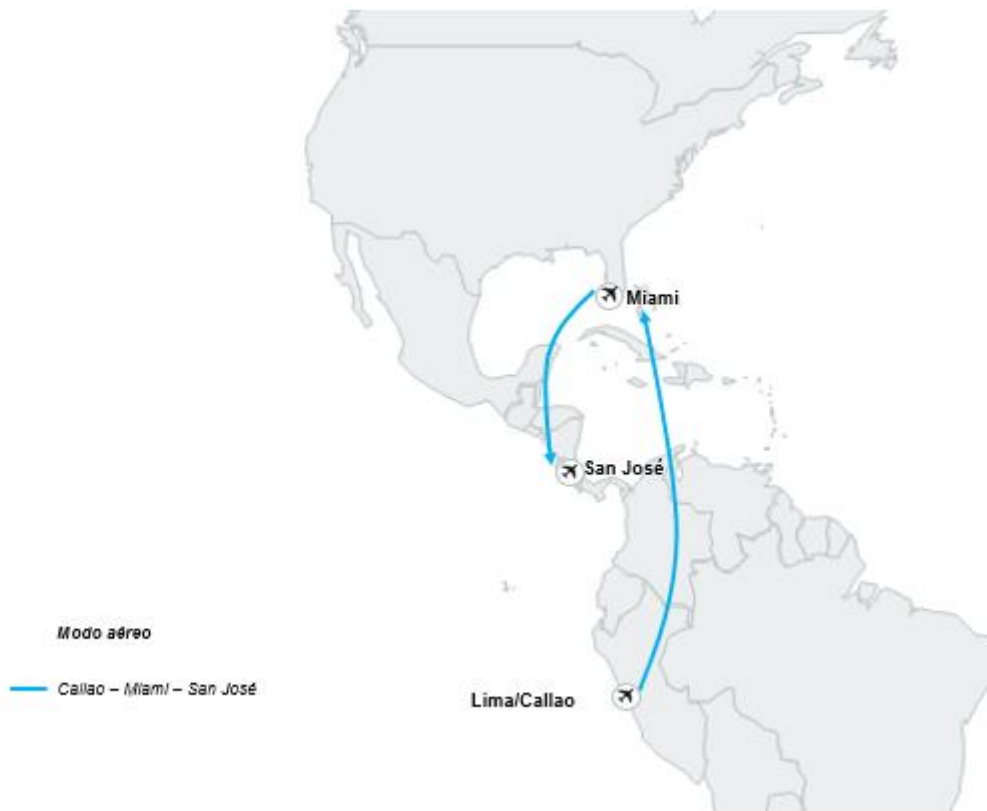 Miami
San José
Modo aéreo
Callao – Miami – San José
Lima/Callao